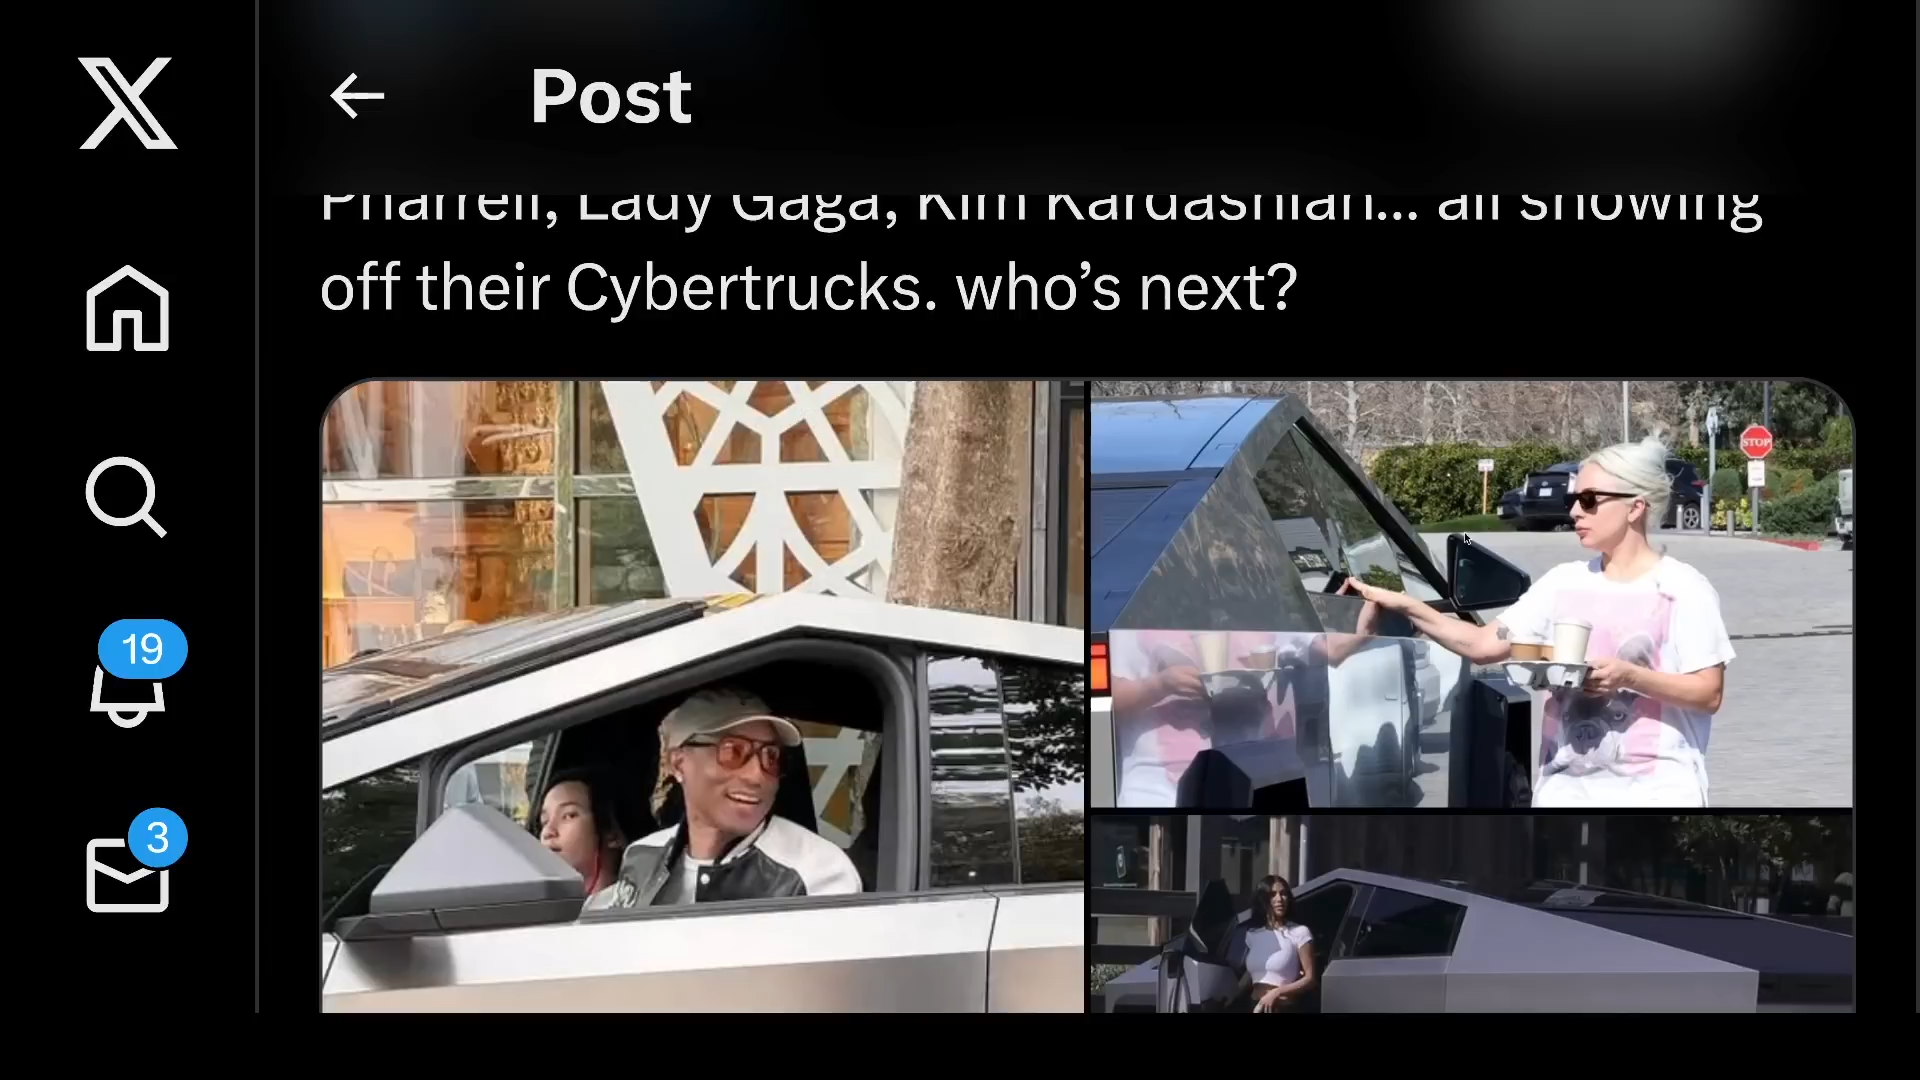 Post
Pharrell, Lady Gaga, Kim Kardashian... all showing
off their Cybertrucks. who’s next?
STOP
19
3